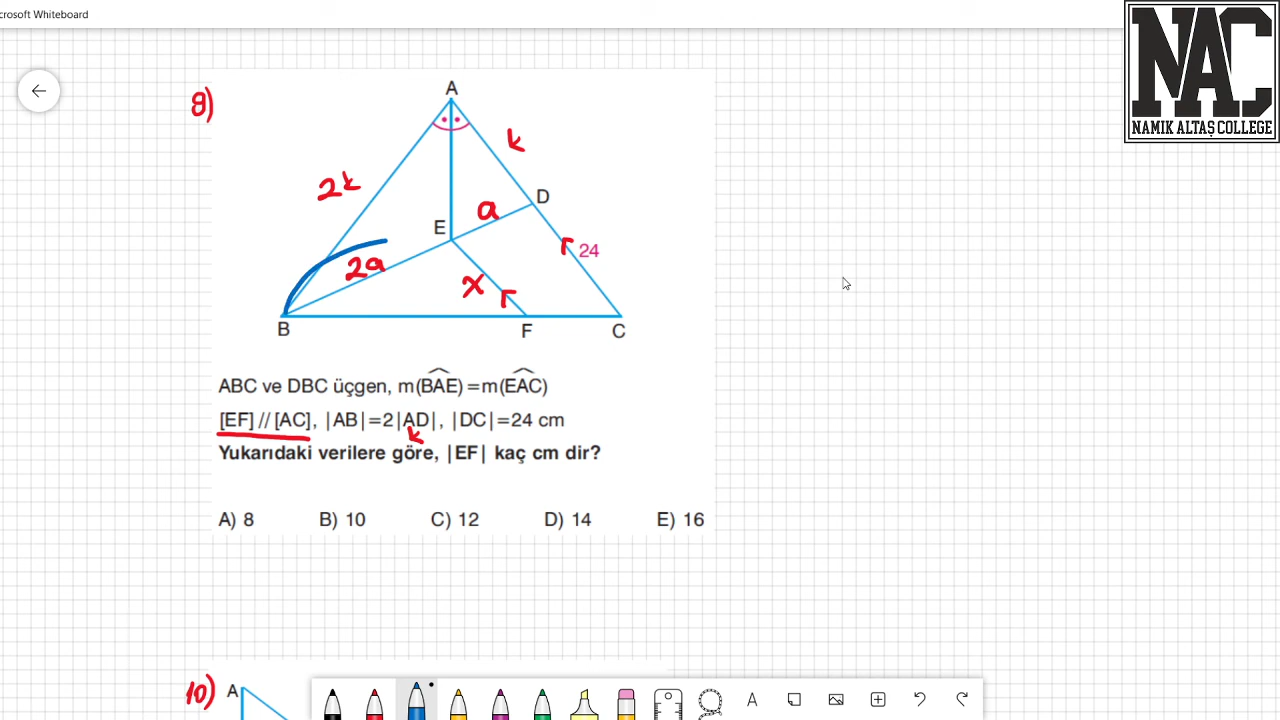 crosoft Whiteboard
NAC
NAMIK ALTAŞ COLLEGE
9)
A
k
2k
D
a
E
24
2a
x
B
F
C
ABC ve DBC üçgen, m(BAE)=m(EAC)
[EF] // [AC], |AB|=2|AD|, |DC|=24 cm
k
Yukarıdaki verilere göre, |EF| kaç cm dir?
A) 8 B) 10 C) 12 D) 14 E) 16
10)
A
A